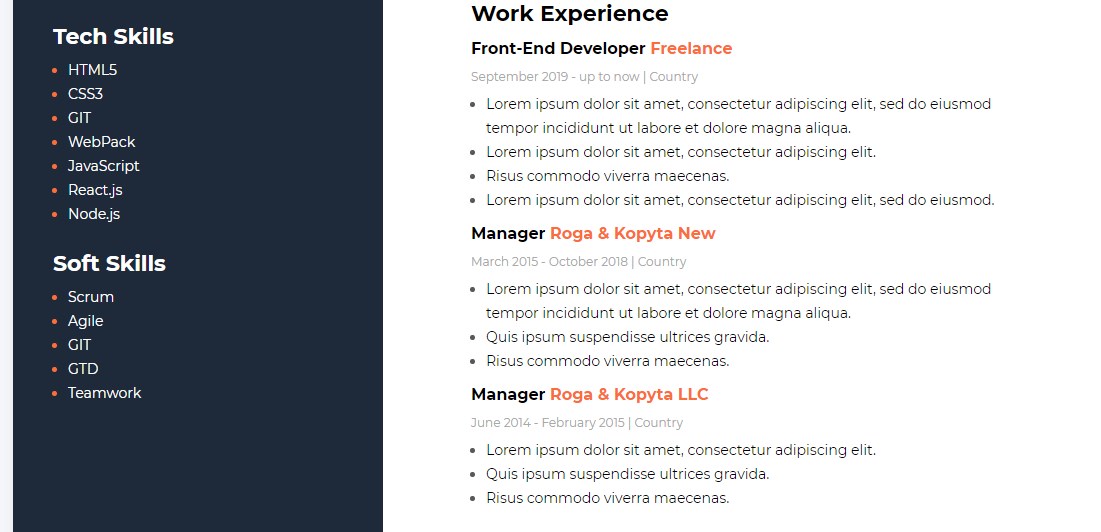 Tech Skills
HTML5
CSS3
GIT
WebPack
JavaScript
React.js
Node.js
Soft Skills
Scrum
Agile
GIT
GTD
Teamwork
Work Experience
Front-End Developer Freelance
September 2019 - up to now | Country
Lorem ipsum dolor sit amet, consectetur adipiscing elit, sed do eiusmod
tempor incididunt ut labore et dolore magna aliqua.
Lorem ipsum dolor sit amet, consectetur adipiscing elit.
Risus commodo viverra maecenas.
Lorem ipsum dolor sit amet, consectetur adipiscing elit, sed do eiusmod.
Manager Roga & Kopyta New
March 2015 - October 2018 | Country
Lorem ipsum dolor sit amet, consectetur adipiscing elit, sed do eiusmod
tempor incididunt ut labore et dolore magna aliqua.
Quis ipsum suspendisse ultrices gravida.
Risus commodo viverra maecenas.
Manager Roga & Kopyta LLC
June 2014 - February 2015 | Country
Lorem ipsum dolor sit amet, consectetur adipiscing elit.
Quis ipsum suspendisse ultrices gravida.
Risus commodo viverra maecenas.